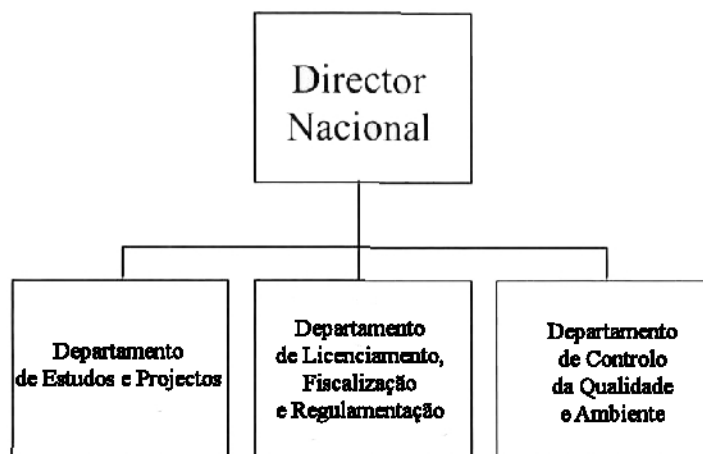 Director
Nacional
Departamento
de Estudos e Projectos
Departamento
de Licenciamento,
Fiscalização
e Regulamentação
Departamento
de Controlo
da Qualidade
e Ambiente